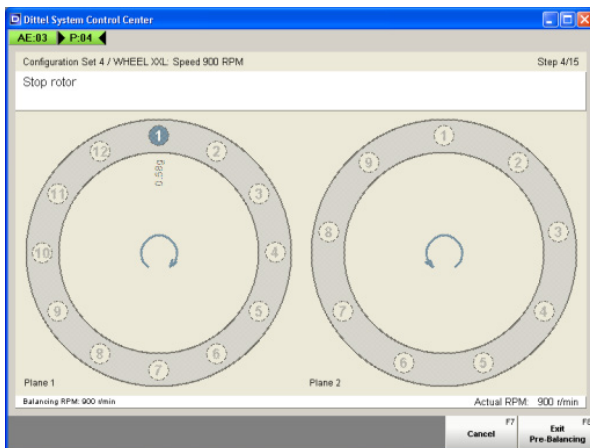 Dittel System Control Center
AE:03 P:04
Configuration Set 4 / WHEEL XXL: Speed 900 RPM Step 4/15
Stop rotor
1 2 3 4 5 6 7 8 9 10 11 12
0.58g
Plane 1
1 2 3 4 5 6 7 8 9
Plane 2
Balancing RPM: 900 r/min Actual RPM: 900 r/min
F7
Cancel
F8
Exit
Pre-Balancing